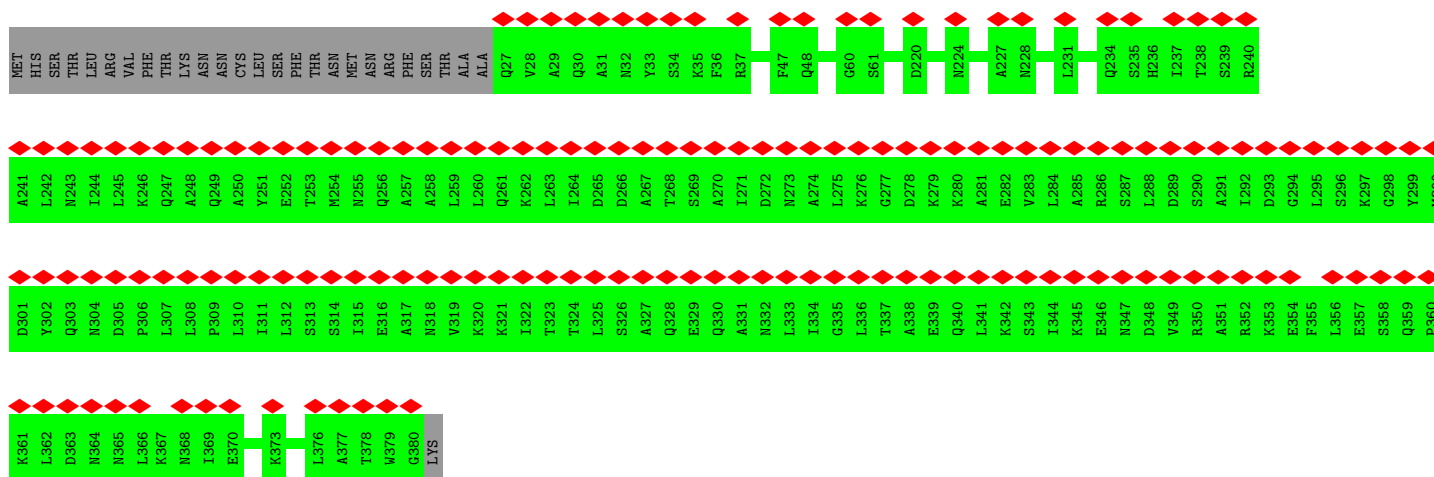 MET HIS SER THR LEU ARG VAL PHE THR LYS ASN ASN CYS LEU SER PHE THR ASN MET ASN ARG PHE SER THR ALA ALA Q27 V28 A29 Q30 A31 N32 Y33 S34 K35 F36 R37 F47 Q48 G60 S61 D220 N224 A227 N228 L231 Q234 S235 H236 I237 T238 S239 R240
A241 L242 N243 I244 L245 K246 Q247 A248 Q249 A250 Y251 E252 T253 M254 N255 Q256 A257 A258 L259 L260 Q261 K262 L263 I264 D265 D266 A267 T268 S269 A270 I271 D272 N273 A274 L275 K276 G277 D278 K279 K280 A281 E282 V283 L284 A285 R286 S287 L288 D289 S290 A291 I292 D293 G294 L295 S296 K297 G298 Y299
D301 Y302 Q303 N304 D305 P306 L307 L308 P309 L310 I311 L312 S313 S314 I315 E316 A317 N318 V319 K320 K321 T322 T323 T324 L325 S326 A327 Q328 E329 Q330 A331 N332 L333 I334 G335 L336 T337 A338 E339 Q340 L341 K342 S343 I344 K345 E346 N347 D348 V349 R350 A351 R352 K353 E354 F355 L356 E357 S358 Q359 P360
K361 L362 D363 N364 N365 L366 K367 N368 I369 E370 K373 L376 A377 T378 W379 G380 LYS